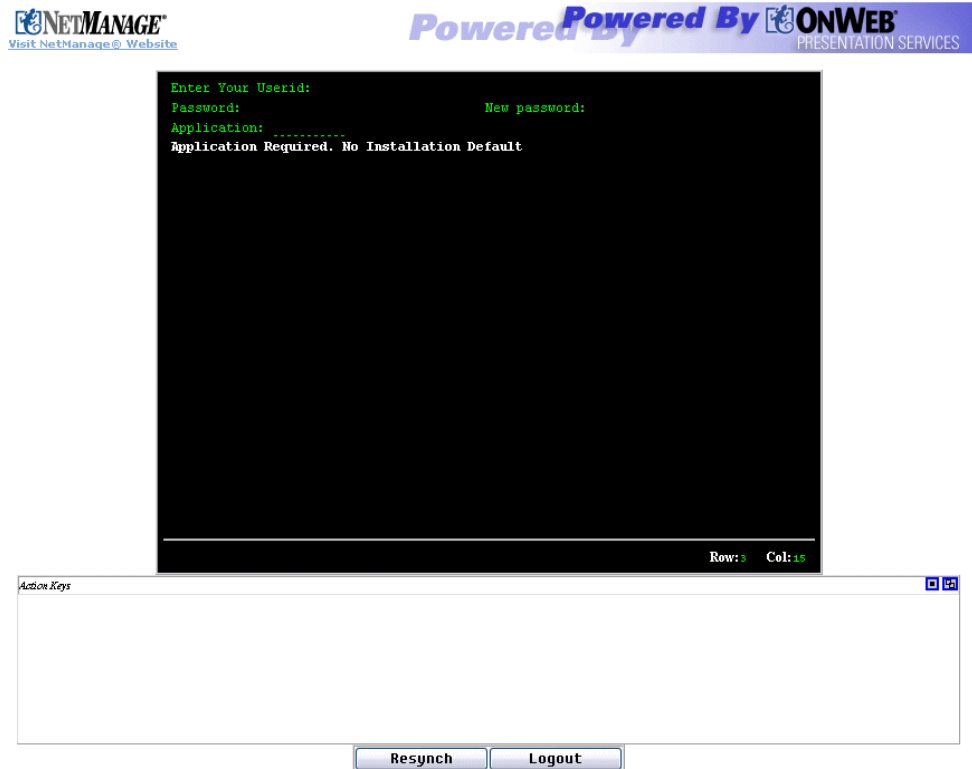 NETMANAGE®
Visit NetManage® Website
Powered By
Powered By ONWEB®
PRESENTATION SERVICES
Enter Your Userid:
Password: New password:
Application: ___________
Application Required. No Installation Default
Row:3 Col:15
Action Keys
Resynch Logout